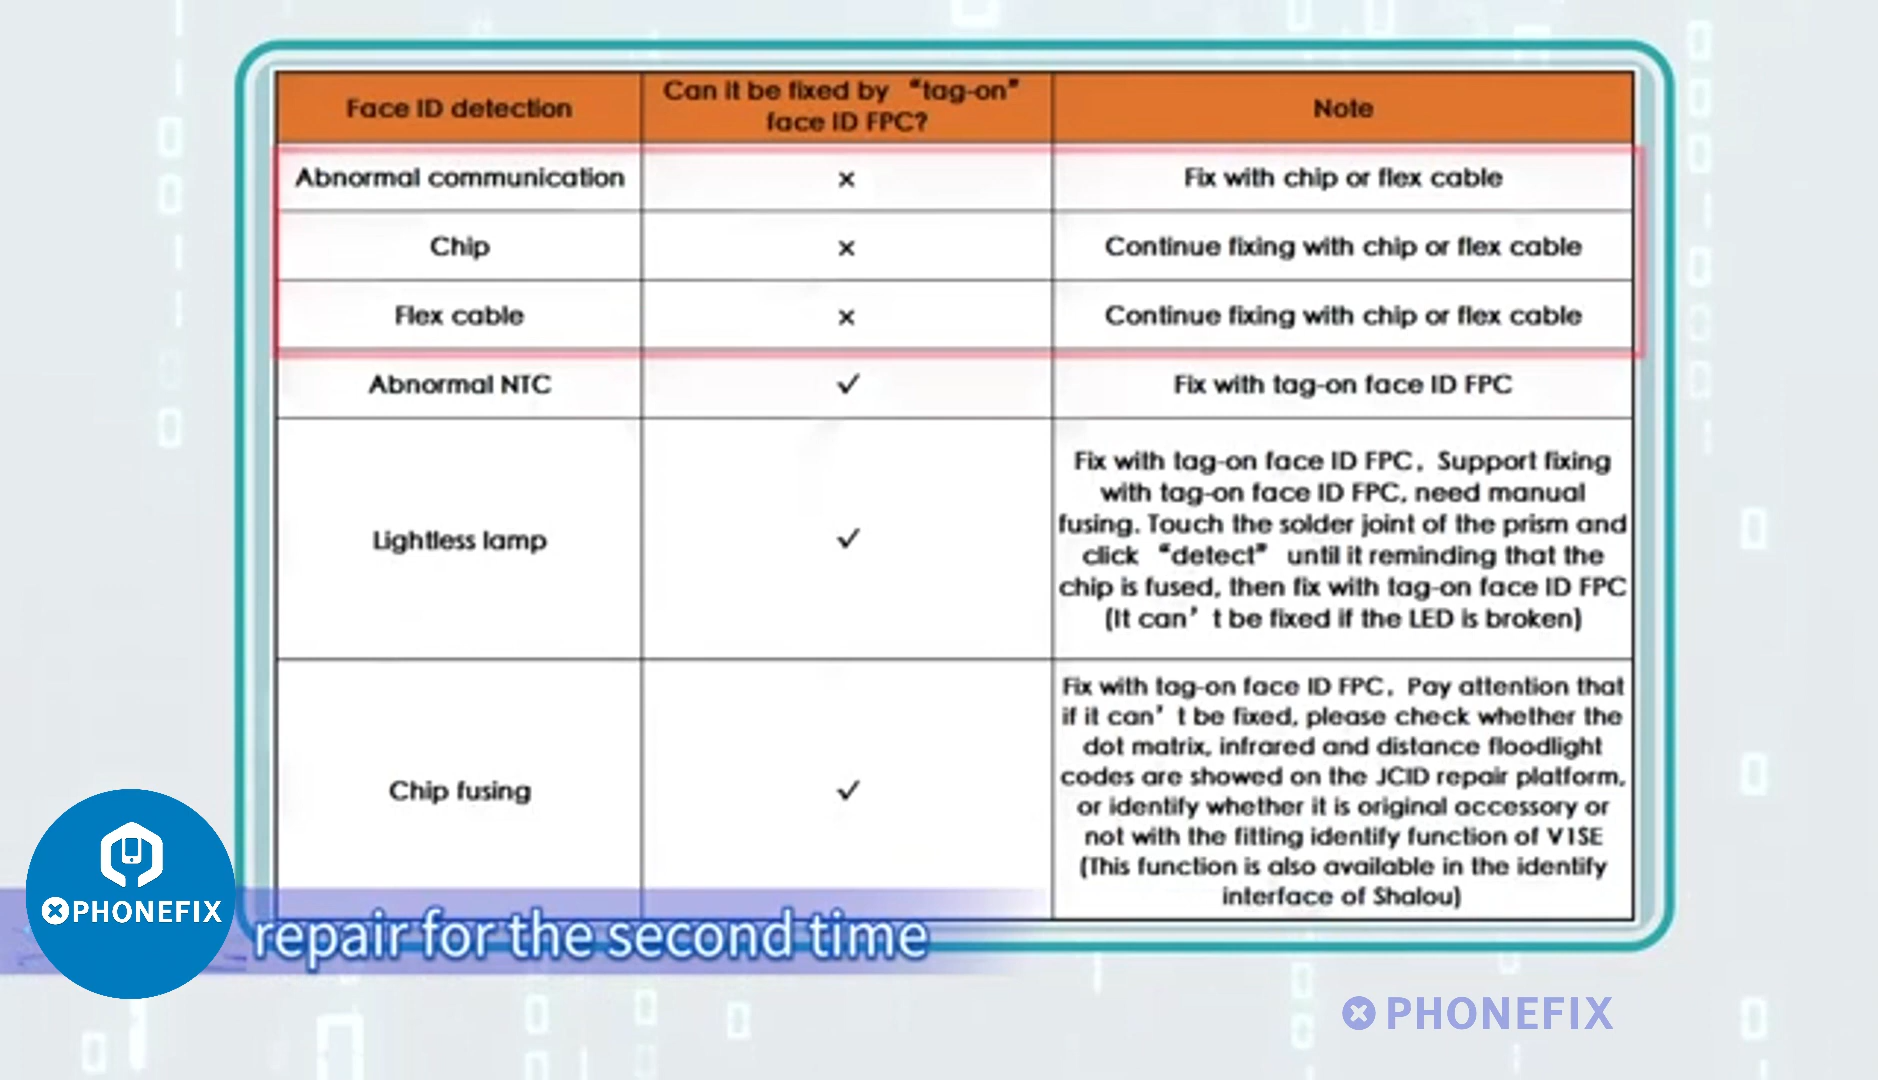 Face ID detection
Can it be fixed by “tag-on”
face ID FPC?
Note
Abnormal communication
×
Fix with chip or flex cable
Chip
×
Continue fixing with chip or flex cable
Flex cable
×
Continue fixing with chip or flex cable
Abnormal NTC
✓
Fix with tag-on face ID FPC
Lightless lamp
✓
Fix with tag-on face ID FPC, Support fixing
with tag-on face ID FPC, need manual
fusing. Touch the solder joint of the prism and
click “detect” until it reminding that the
chip is fused, then fix with tag-on face ID FPC
(It can’t be fixed if the LED is broken)
Chip fusing
✓
Fix with tag-on face ID FPC, Pay attention that
if it can’t be fixed, please check whether the
dot matrix, infrared and distance floodlight
codes are showed on the JCID repair platform,
or identify whether it is original accessory or
not with the fitting identify function of V1SE
(This function is also available in the identify
interface of Shalou)
PHONEFIX
repair for the second time
PHONEFIX